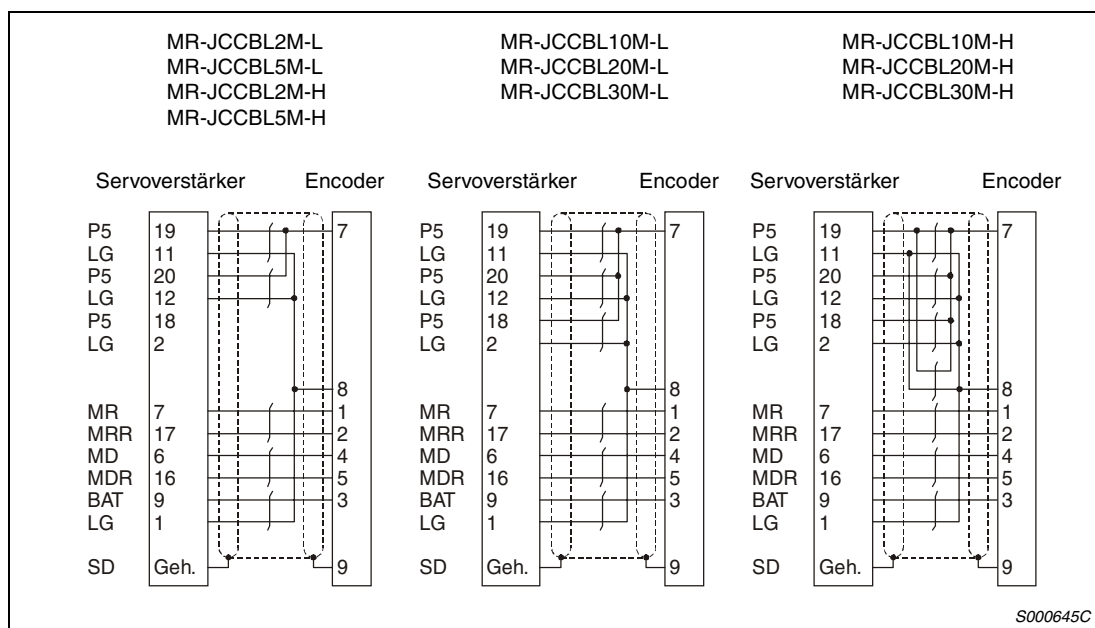 MR-JCCBL2M-L
MR-JCCBL5M-L
MR-JCCBL2M-H
MR-JCCBL5M-H
MR-JCCBL10M-L
MR-JCCBL20M-L
MR-JCCBL30M-L
MR-JCCBL10M-H
MR-JCCBL20M-H
MR-JCCBL30M-H
Servoverstärker Encoder
P5 19 7
LG 11
P5 20
LG 12
P5 18
LG 2
8
MR 7 1
MRR 17 2
MD 6 4
MDR 16 5
BAT 9 3
LG 1
SD Geh. 9
Servoverstärker Encoder
P5 19 7
LG 11
P5 20
LG 12
P5 18
LG 2
8
MR 7 1
MRR 17 2
MD 6 4
MDR 16 5
BAT 9 3
LG 1
SD Geh. 9
Servoverstärker Encoder
P5 19 7
LG 11
P5 20
LG 12
P5 18
LG 2
8
MR 7 1
MRR 17 2
MD 6 4
MDR 16 5
BAT 9 3
LG 1
SD Geh. 9
S000645C